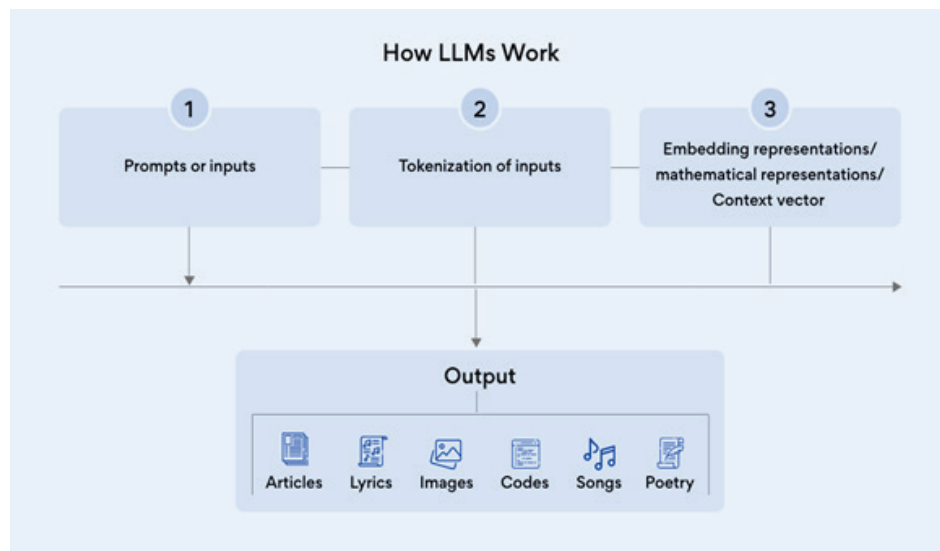 How LLMs Work
1
Prompts or inputs
2
Tokenization of inputs
3
Embedding representations/
mathematical representations/
Context vector
Output
Articles
Lyrics
Images
Codes
Songs
Poetry